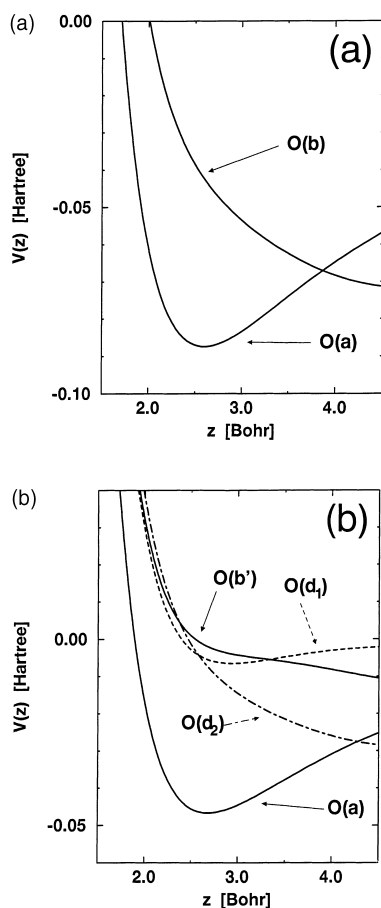 (a)
(a)
0.00
-0.05
-0.10
V(z) [Hartree]
O(b)
O(a)
2.0 3.0 4.0
z [Bohr]
(b)
(b)
0.00
-0.05
V(z) [Hartree]
O(b')
O(d₁)
O(d₂)
O(a)
2.0 3.0 4.0
z [Bohr]